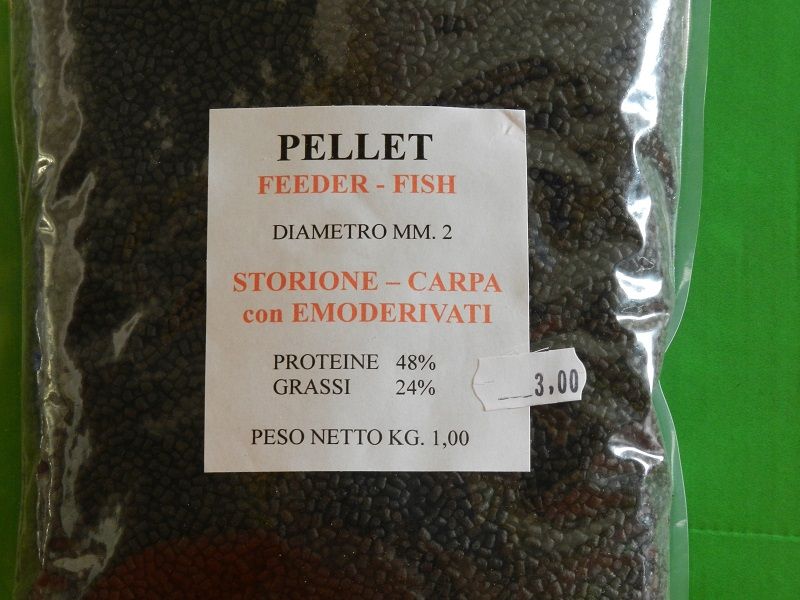 PELLET
FEEDER - FISH
DIAMETRO MM. 2
STORIONE – CARPA
con EMODERIVATI
PROTEINE 48%
GRASSI 24%
3,00
PESO NETTO KG. 1,00